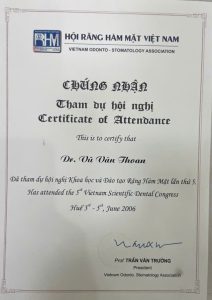 RHM
HỘI RĂNG HÀM MẶT VIỆT NAM
VIETNAM ODONTO - STOMATOLOGY ASSOCIATION
CHỨNG NHẬN
Tham dự hội nghị
Certificate of Attendance
This is to certify that
Dr. Vũ Văn Thoan
Đã tham dự hội nghị Khoa học và Đào tạo Răng Hàm Mặt lần thứ 5.
Has attended the 5th Vietnam Scientific Dental Congress
Huế 3rd - 5th, June 2006
Prof TRẦN VĂN TRƯỜNG
President
Vietnam Odonto. Stomatology Association